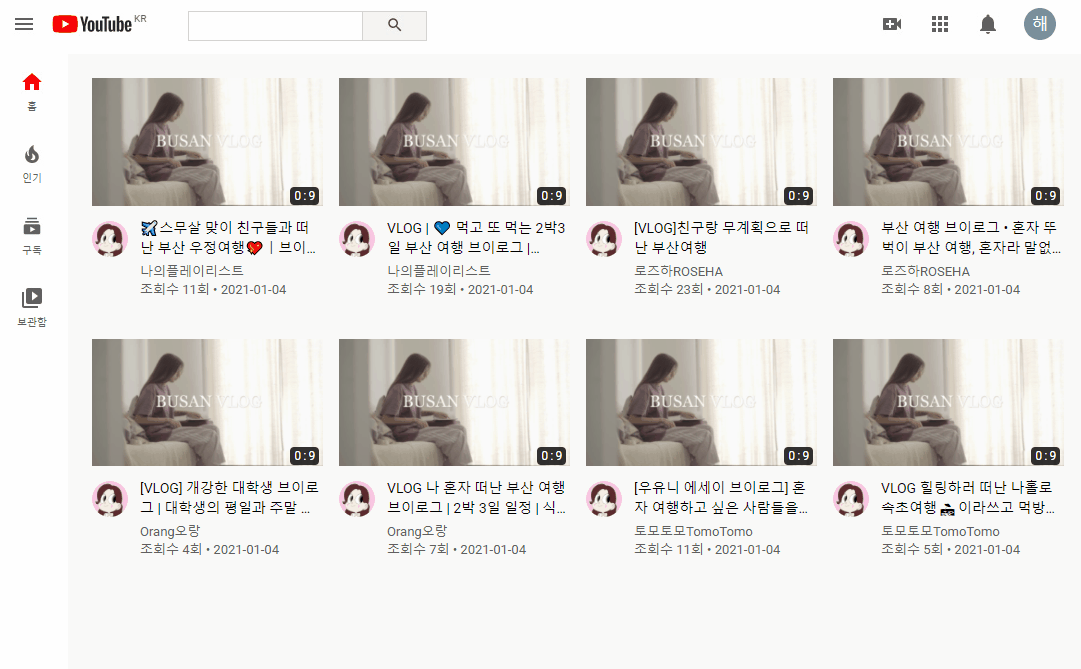 YouTube KR
해
홈
인기
구독
보관함
BUSAN VLOG
0:9
BUSAN VLOG
0:9
BUSAN VLOG
0:9
BUSAN VLOG
0:9
✈️스무살 맞이 친구들과 떠
난 부산 우정여행💖ㅣ브이...
나의플레이리스트
조회수 11회 • 2021-01-04
VLOG | 💙 먹고 또 먹는 2박3
일 부산 여행 브이로그 |...
나의플레이리스트
조회수 19회 • 2021-01-04
[VLOG]친구랑 무계획으로 떠
난 부산여행
로즈하ROSEHA
조회수 23회 • 2021-01-04
부산 여행 브이로그 • 혼자 뚜
벅이 부산 여행, 혼자라 말없...
로즈하ROSEHA
조회수 8회 • 2021-01-04
BUSAN VLOG
0:9
BUSAN VLOG
0:9
BUSAN VLOG
0:9
BUSAN VLOG
0:9
[VLOG] 개강한 대학생 브이로
그 | 대학생의 평일과 주말 ...
Orang오랑
조회수 4회 • 2021-01-04
VLOG 나 혼자 떠난 부산 여행
브이로그 | 2박 3일 일정 | 식...
Orang오랑
조회수 7회 • 2021-01-04
[우유니 에세이 브이로그] 혼
자 여행하고 싶은 사람들을...
토모토모TomoTomo
조회수 11회 • 2021-01-04
VLOG 힐링하러 떠난 나홀로
속초여행 🏖 이라쓰고 먹방...
토모토모TomoTomo
조회수 5회 • 2021-01-04